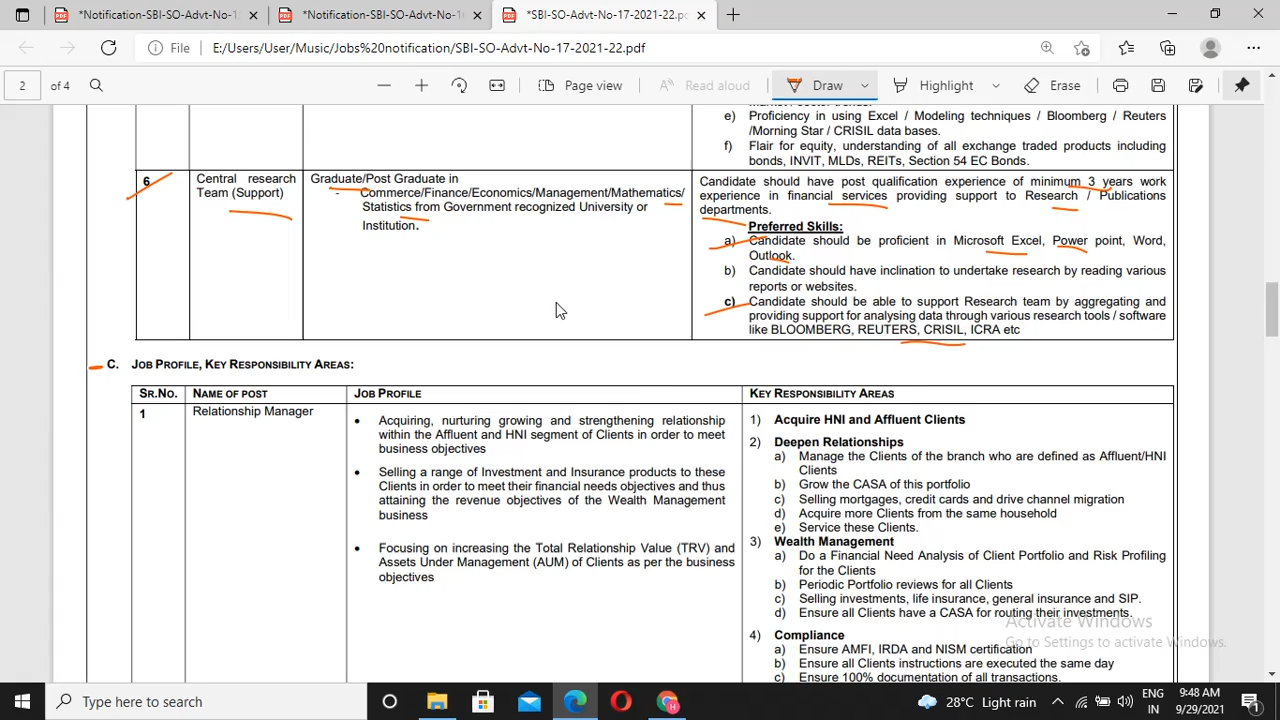 *Notification-SBI-SO-Advt-No-1
*Notification-SBI-SO-Advt-No-17
*SBI-SO-Advt-No-17-2021-22.pdf
File
E:/Users/User/Music/Jobs%20notification/SBI-SO-Advt-No-17-2021-22.pdf
2 of 4
Page view
Read aloud
Draw
Highlight
Erase
e) Proficiency in using Excel / Modeling techniques / Bloomberg / Reuters
/Morning Star / CRISIL data bases.
f) Flair for equity, understanding of all exchange traded products including
bonds, INVIT, MLDs, REITs, Section 54 EC Bonds.
6
Central research
Team (Support)
Graduate/Post Graduate in
- Commerce/Finance/Economics/Management/Mathematics/
Statistics from Government recognized University or
Institution.
Candidate should have post qualification experience of minimum 3 years work
experience in financial services providing support to Research / Publications
departments.
Preferred Skills:
a) Candidate should be proficient in Microsoft Excel, Power point, Word,
Outlook.
b) Candidate should have inclination to undertake research by reading various
reports or websites.
c) Candidate should be able to support Research team by aggregating and
providing support for analysing data through various research tools / software
like BLOOMBERG, REUTERS, CRISIL, ICRA etc
C. JOB PROFILE, KEY RESPONSIBILITY AREAS:
SR.NO. NAME OF POST JOB PROFILE KEY RESPONSIBILITY AREAS
1 Relationship Manager
• Acquiring, nurturing growing and strengthening relationship
within the Affluent and HNI segment of Clients in order to meet
business objectives
• Selling a range of Investment and Insurance products to these
Clients in order to meet their financial needs objectives and thus
attaining the revenue objectives of the Wealth Management
business
• Focusing on increasing the Total Relationship Value (TRV) and
Assets Under Management (AUM) of Clients as per the business
objectives
1) Acquire HNI and Affluent Clients
2) Deepen Relationships
a) Manage the Clients of the branch who are defined as Affluent/HNI
Clients
b) Grow the CASA of this portfolio
c) Selling mortgages, credit cards and drive channel migration
d) Acquire more Clients from the same household
e) Service these Clients.
3) Wealth Management
a) Do a Financial Need Analysis of Client Portfolio and Risk Profiling
for the Clients
b) Periodic Portfolio reviews for all Clients
c) Selling investments, life insurance, general insurance and SIP.
d) Ensure all Clients have a CASA for routing their investments.
4) Compliance
a) Ensure AMFI, IRDA and NISM certification
b) Ensure all Clients instructions are executed the same day
c) Ensure 100% documentation of all transactions.
Activate Windows
Go to Settings to activate Windows.
Type here to search
28°C Light rain
ENG
IN
9:48 AM
9/29/2021